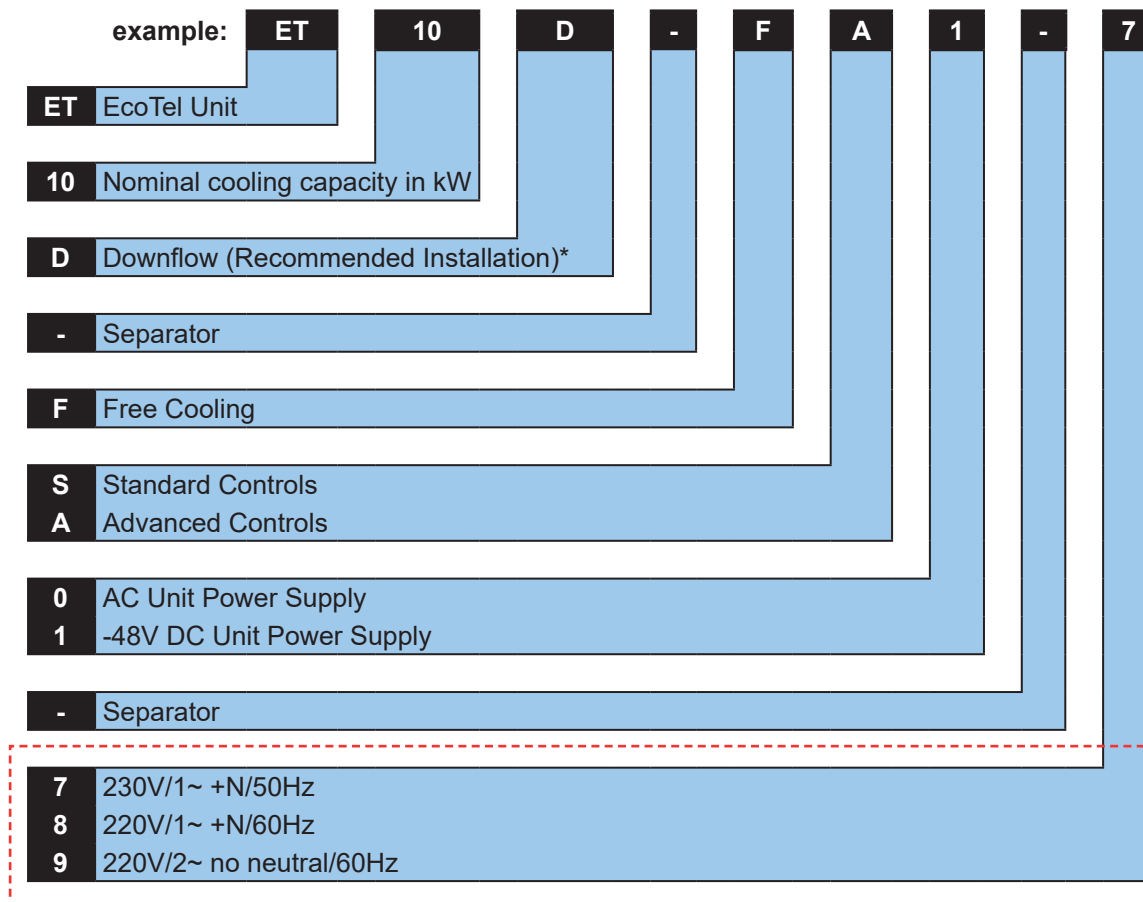 example: ET 10 D - F A 1 - 7
ET EcoTel Unit
10 Nominal cooling capacity in kW
D Downflow (Recommended Installation)*
- Separator
F Free Cooling
S Standard Controls
A Advanced Controls
0 AC Unit Power Supply
1 -48V DC Unit Power Supply
- Separator
7 230V/1~ +N/50Hz
8 220V/1~ +N/60Hz
9 220V/2~ no neutral/60Hz